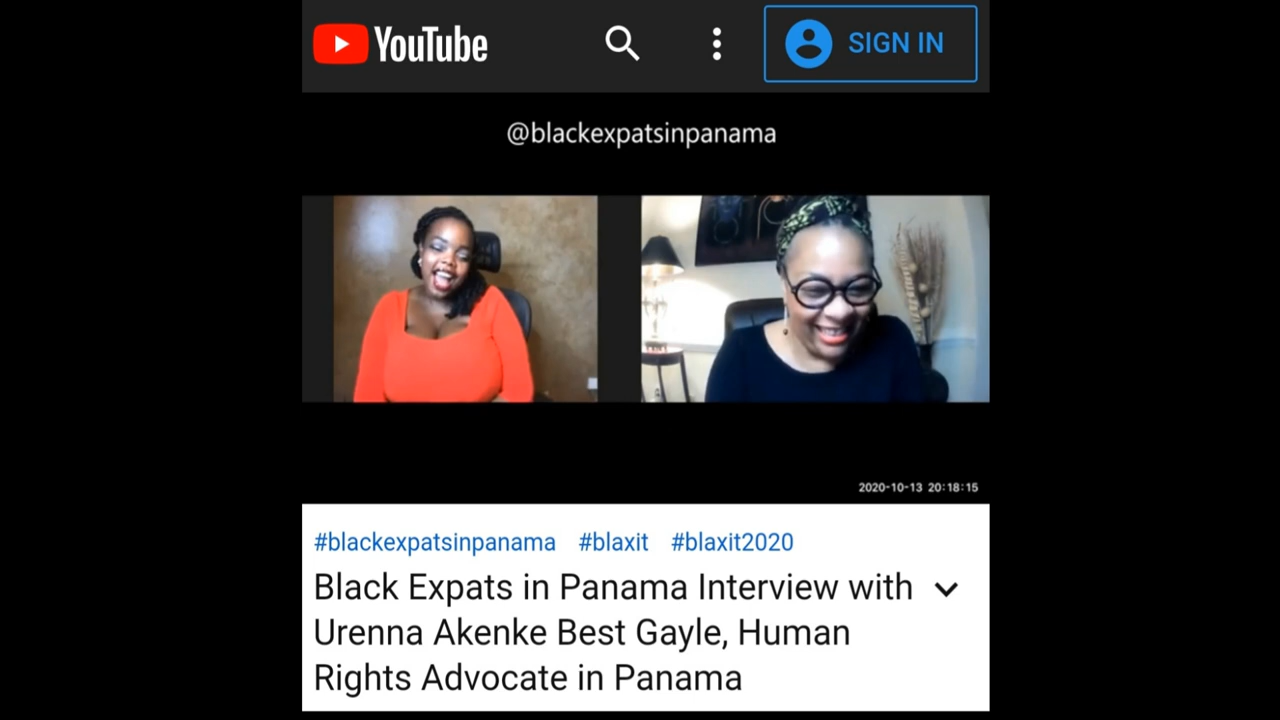 YouTube
SIGN IN
@blackexpatsinpanama
2020-10-13 20:18:15
#blackexpatsinpanama #blaxit #blaxit2020
Black Expats in Panama Interview with
Urenna Akenke Best Gayle, Human
Rights Advocate in Panama